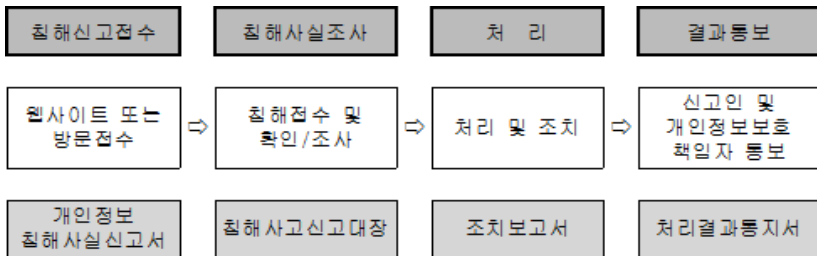 침해신고접수
침해사실조사
처 리
결과통보
웹사이트 또는
방문접수
⇨
침해접수 및
확인/조사
⇨
처리 및 조치
⇨
신고인 및
개인정보보호
책임자 통보
개인정보
침해사실신고서
침해사고신고대장
조치보고서
처리결과통지서